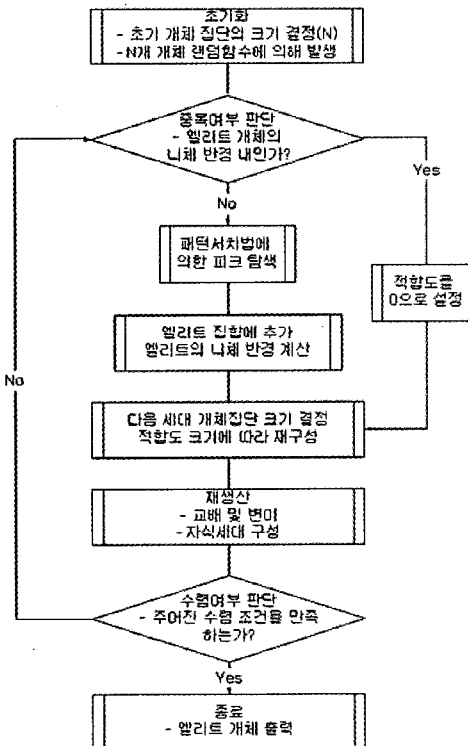 초기화
- 초기 개체 집단의 크기 결정(N)
- N개 개체 랜덤함수에 의해 발생
중복여부 판단
- 엘리트 개체의
니체 반경 내인가?
Yes
No
패턴서치법에
의한 피크 탐색
적합도를
0으로 설정
엘리트 집합에 추가
엘리트의 니체 반경 계산
No
다음 세대 개체집단 크기 결정
적합도 크기에 따라 재구성
재생산
- 교배 및 변이
- 자식세대 구성
수렴여부 판단
- 주어진 수렴 조건을 만족
하는가?
Yes
종료
- 엘리트 개체 출력